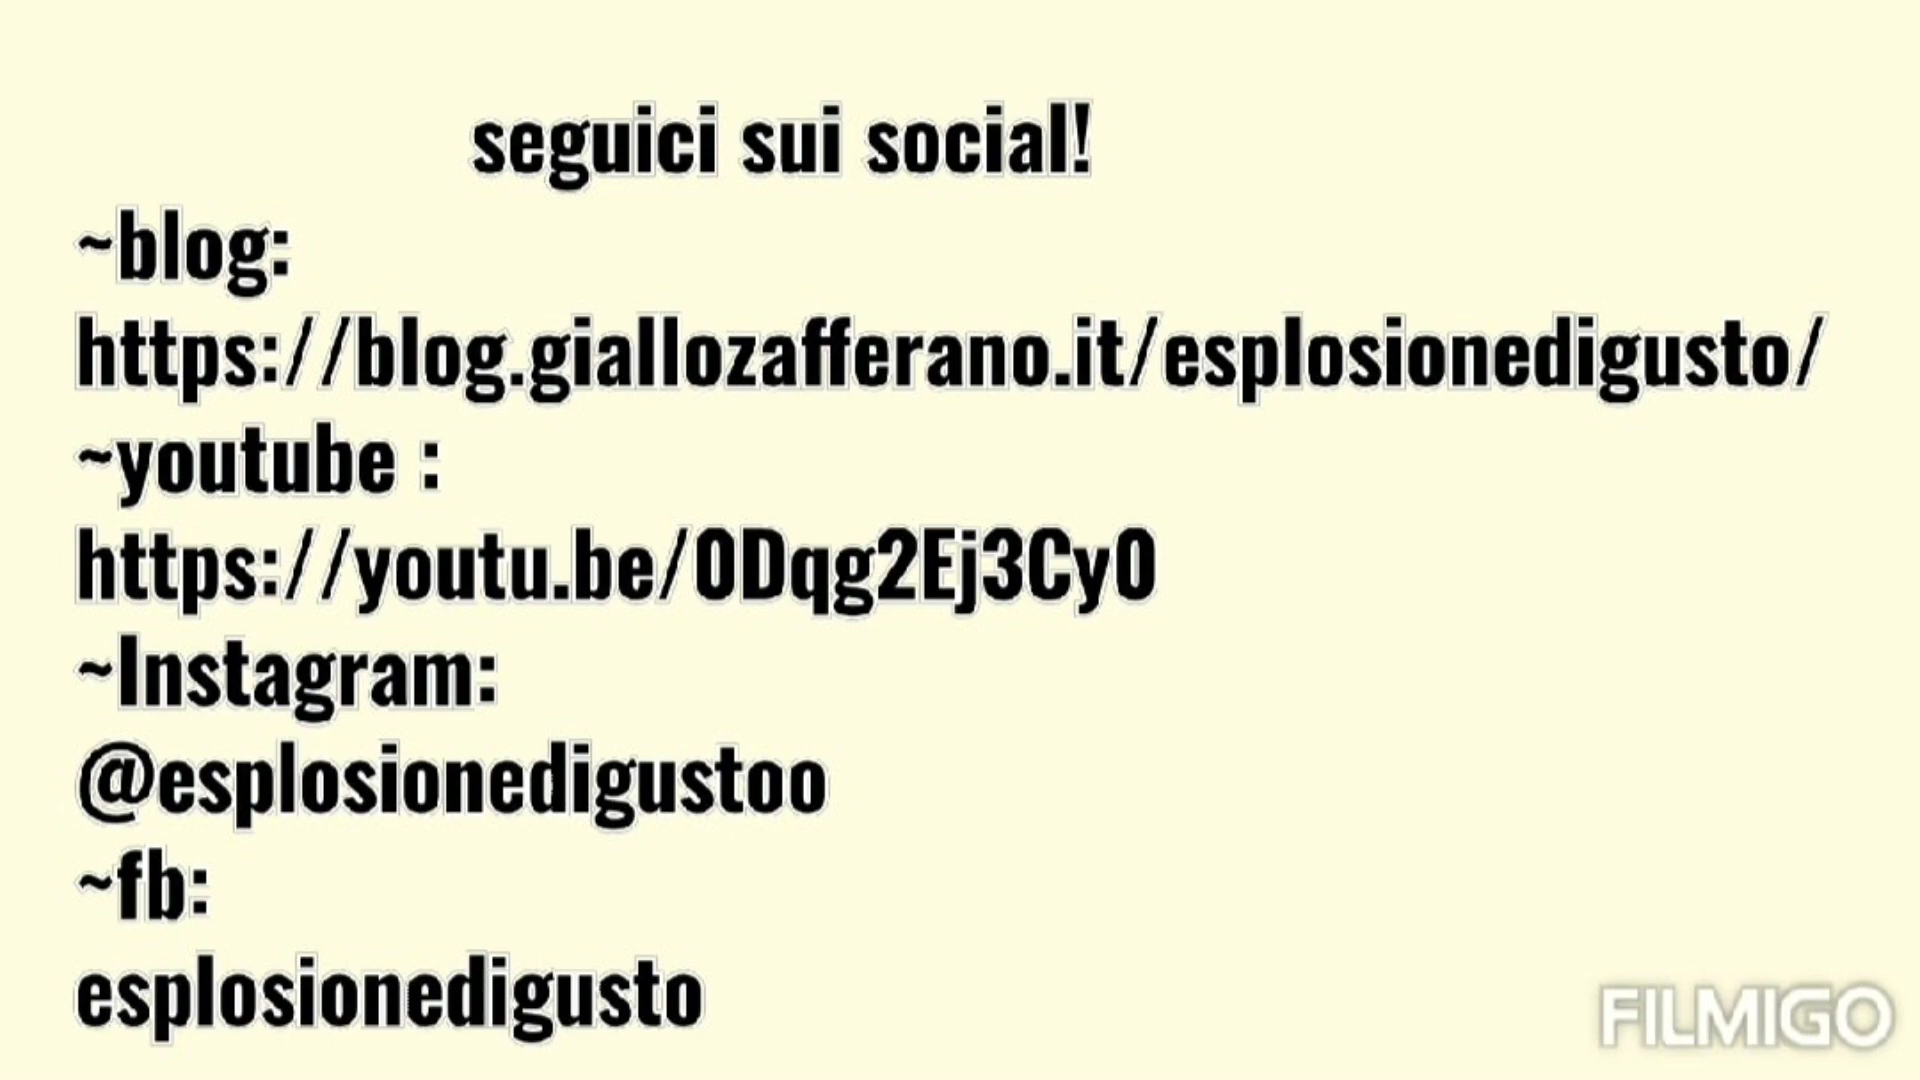 seguici sui social!
~blog:
https://blog.giallozafferano.it/esplosionedigusto/
~youtube :
https://youtu.be/0Dqg2Ej3Cy0
~Instagram:
@esplosionedigustoo
~fb:
esplosionedigusto
FILMIGO